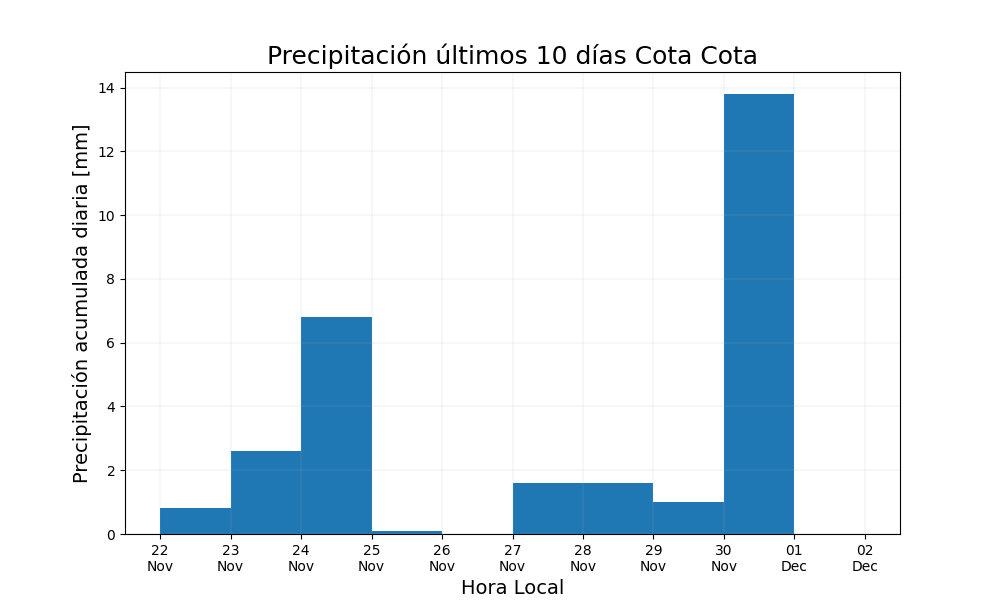 Precipitación últimos 10 días Cota Cota
Precipitación acumulada diaria [mm]
14
12
10
8
6
4
2
0
22 23 24 25 26 27 28 29 30 01 02
Nov Nov Nov Nov Nov Nov Nov Nov Nov Dec Dec
Hora Local